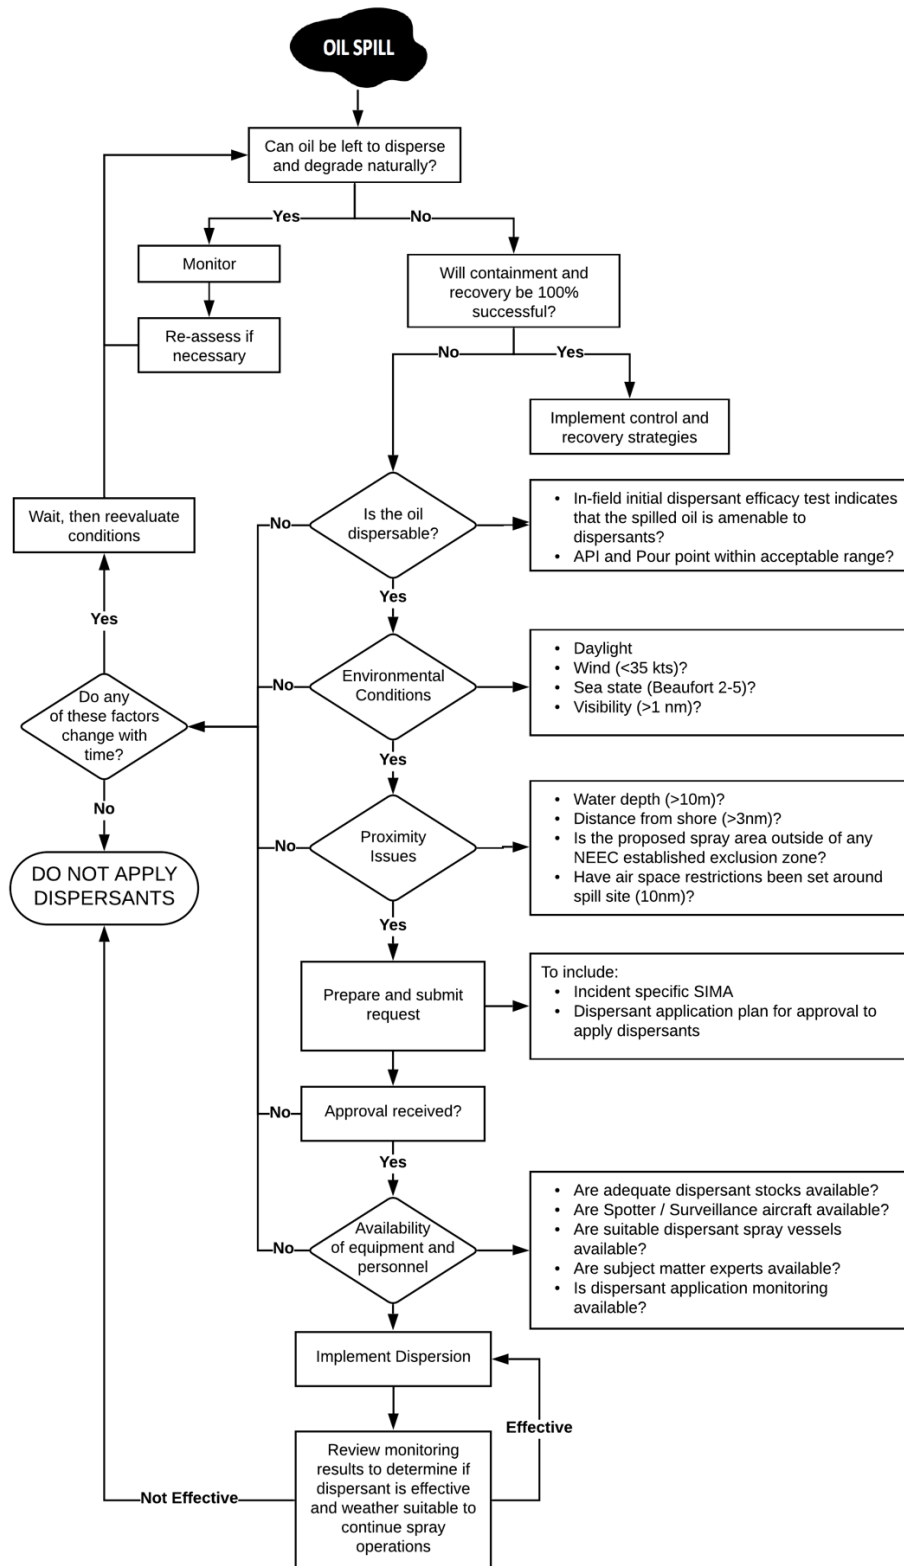 OIL SPILL
Can oil be left to disperse
and degrade naturally?
Yes
No
Monitor
Will containment and
recovery be 100%
successful?
Re-assess if
necessary
No
Yes
Implement control and
recovery strategies
Wait, then reevaluate
conditions
No
Is the oil
dispersable?
• In-field initial dispersant efficacy test indicates
that the spilled oil is amenable to
dispersants?
• API and Pour point within acceptable range?
Yes
Yes
Do any
of these factors
change with
time?
No
No
Environmental
Conditions
• Daylight
• Wind (<35 kts)?
• Sea state (Beaufort 2-5)?
• Visibility (>1 nm)?
Yes
DO NOT APPLY
DISPERSANTS
No
Proximity
Issues
• Water depth (>10m)?
• Distance from shore (>3nm)?
• Is the proposed spray area outside of any
NEEC established exclusion zone?
• Have air space restrictions been set around
spill site (10nm)?
Yes
Prepare and submit
request
To include:
• Incident specific SIMA
• Dispersant application plan for approval to
apply dispersants
No
Approval received?
Yes
No
Availability
of equipment and
personnel
• Are adequate dispersant stocks available?
• Are Spotter / Surveillance aircraft available?
• Are suitable dispersant spray vessels
available?
• Are subject matter experts available?
• Is dispersant application monitoring
available?
Implement Dispersion
Effective
Review monitoring
results to determine if
dispersant is effective
and weather suitable to
continue spray
operations
Not Effective